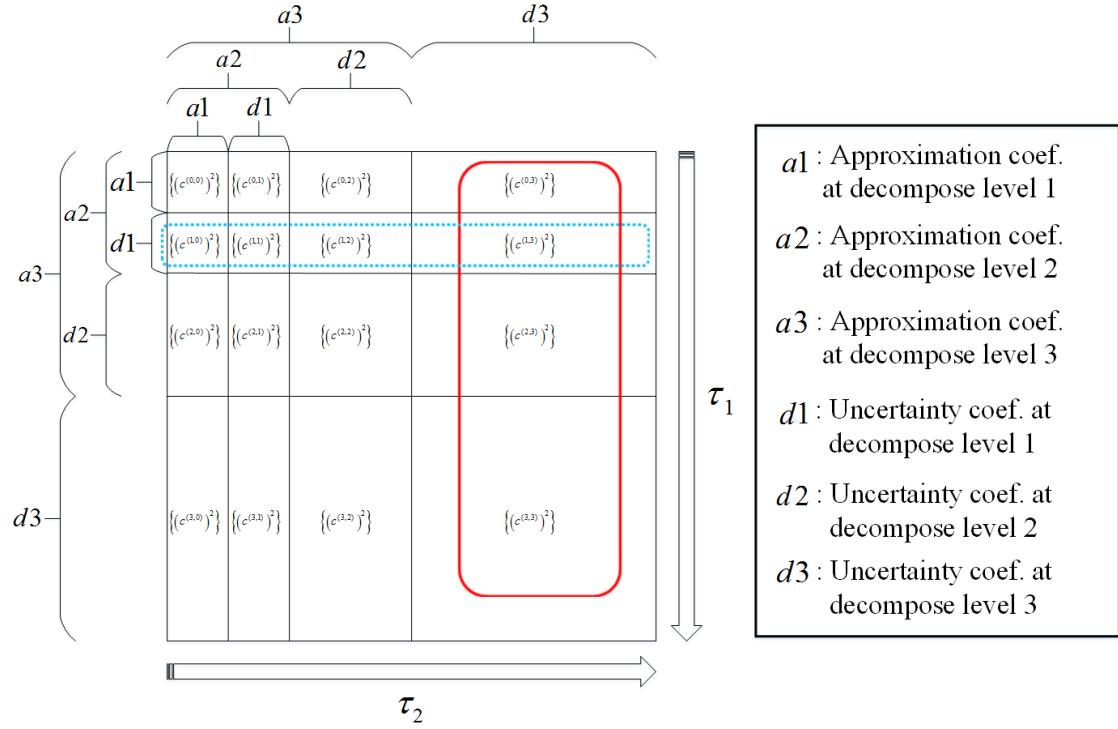 a3 d3
a2 d2
a1 d1
a1 {(c^(0,0))^2} {(c^(0,1))^2} {(c^(0,2))^2} {(c^(0,3))^2}
a2
d1 {(c^(1,0))^2} {(c^(1,1))^2} {(c^(1,2))^2} {(c^(1,3))^2}
a3
d2 {(c^(2,0))^2} {(c^(2,1))^2} {(c^(2,2))^2} {(c^(2,3))^2}
τ_1
d3 {(c^(3,0))^2} {(c^(3,1))^2} {(c^(3,2))^2} {(c^(3,3))^2}
τ_2
a1 : Approximation coef.
at decompose level 1
a2 : Approximation coef.
at decompose level 2
a3 : Approximation coef.
at decompose level 3
d1 : Uncertainty coef. at
decompose level 1
d2 : Uncertainty coef. at
decompose level 2
d3 : Uncertainty coef. at
decompose level 3